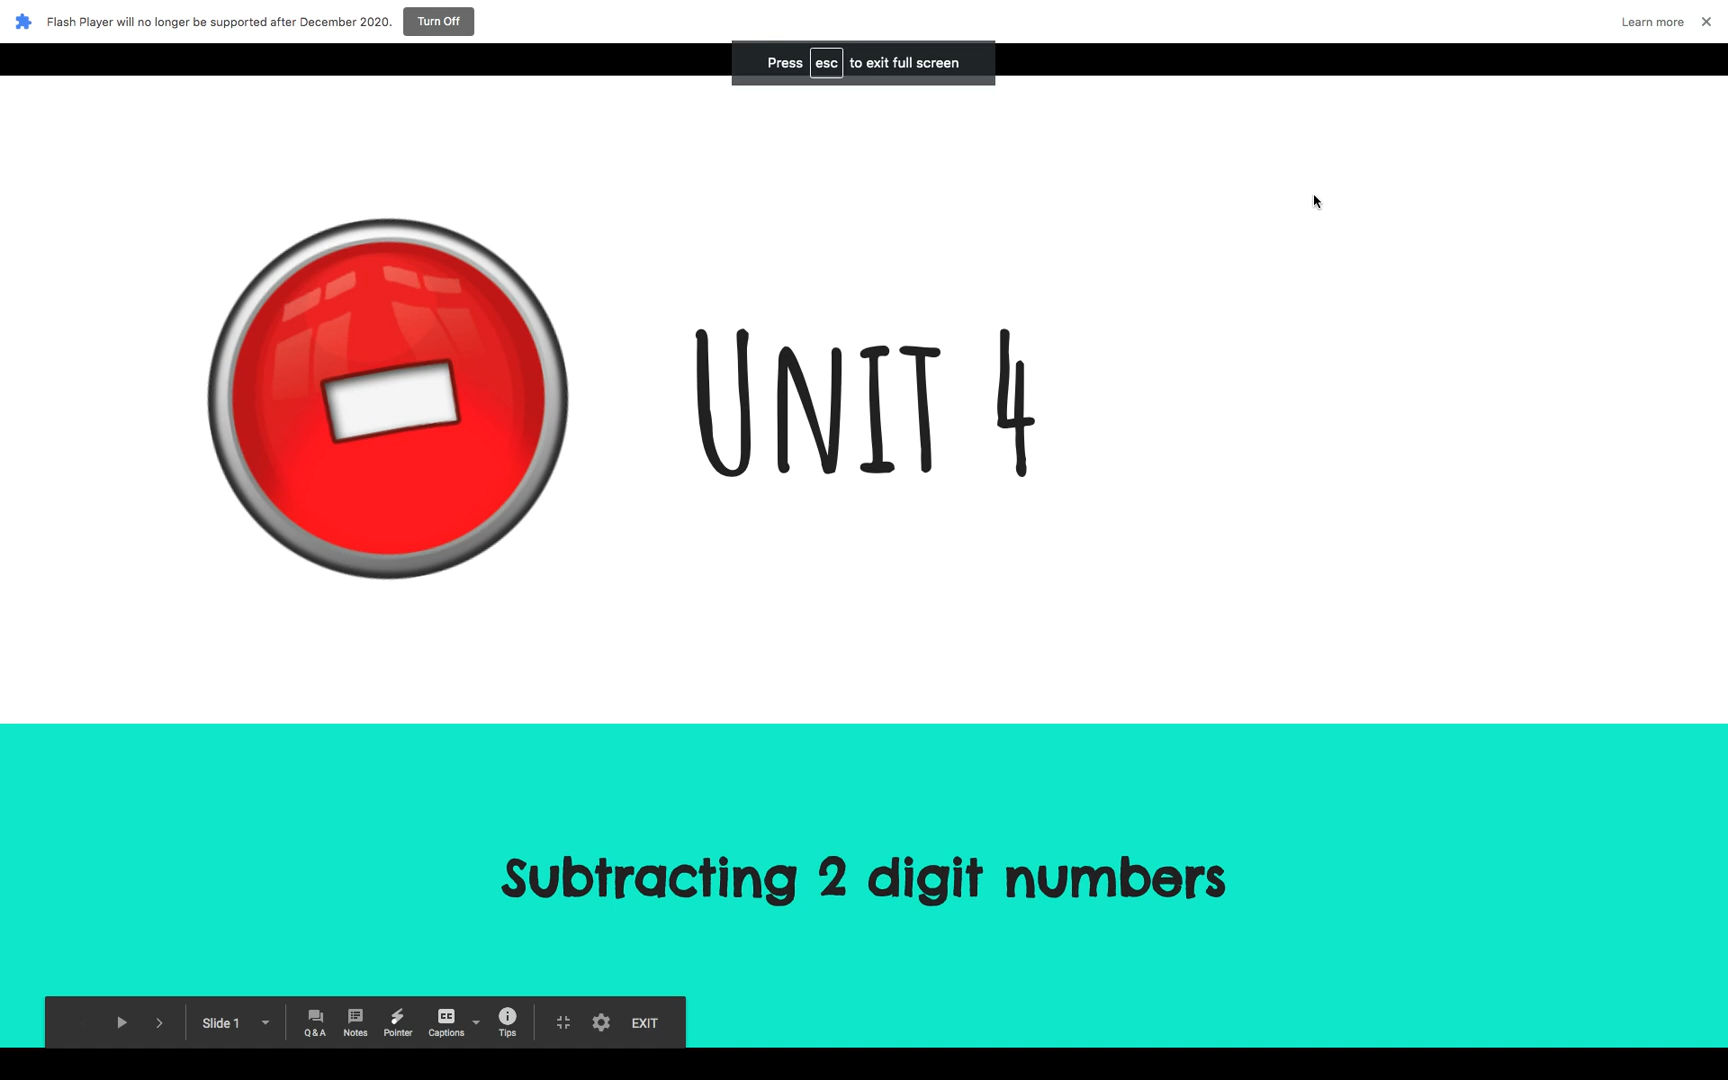 Flash Player will no longer be supported after December 2020. Turn Off Learn more
Press esc to exit full screen
UNIT 4
Subtracting 2 digit numbers
Slide 1 Q & A Notes Pointer CC Captions Tips EXIT